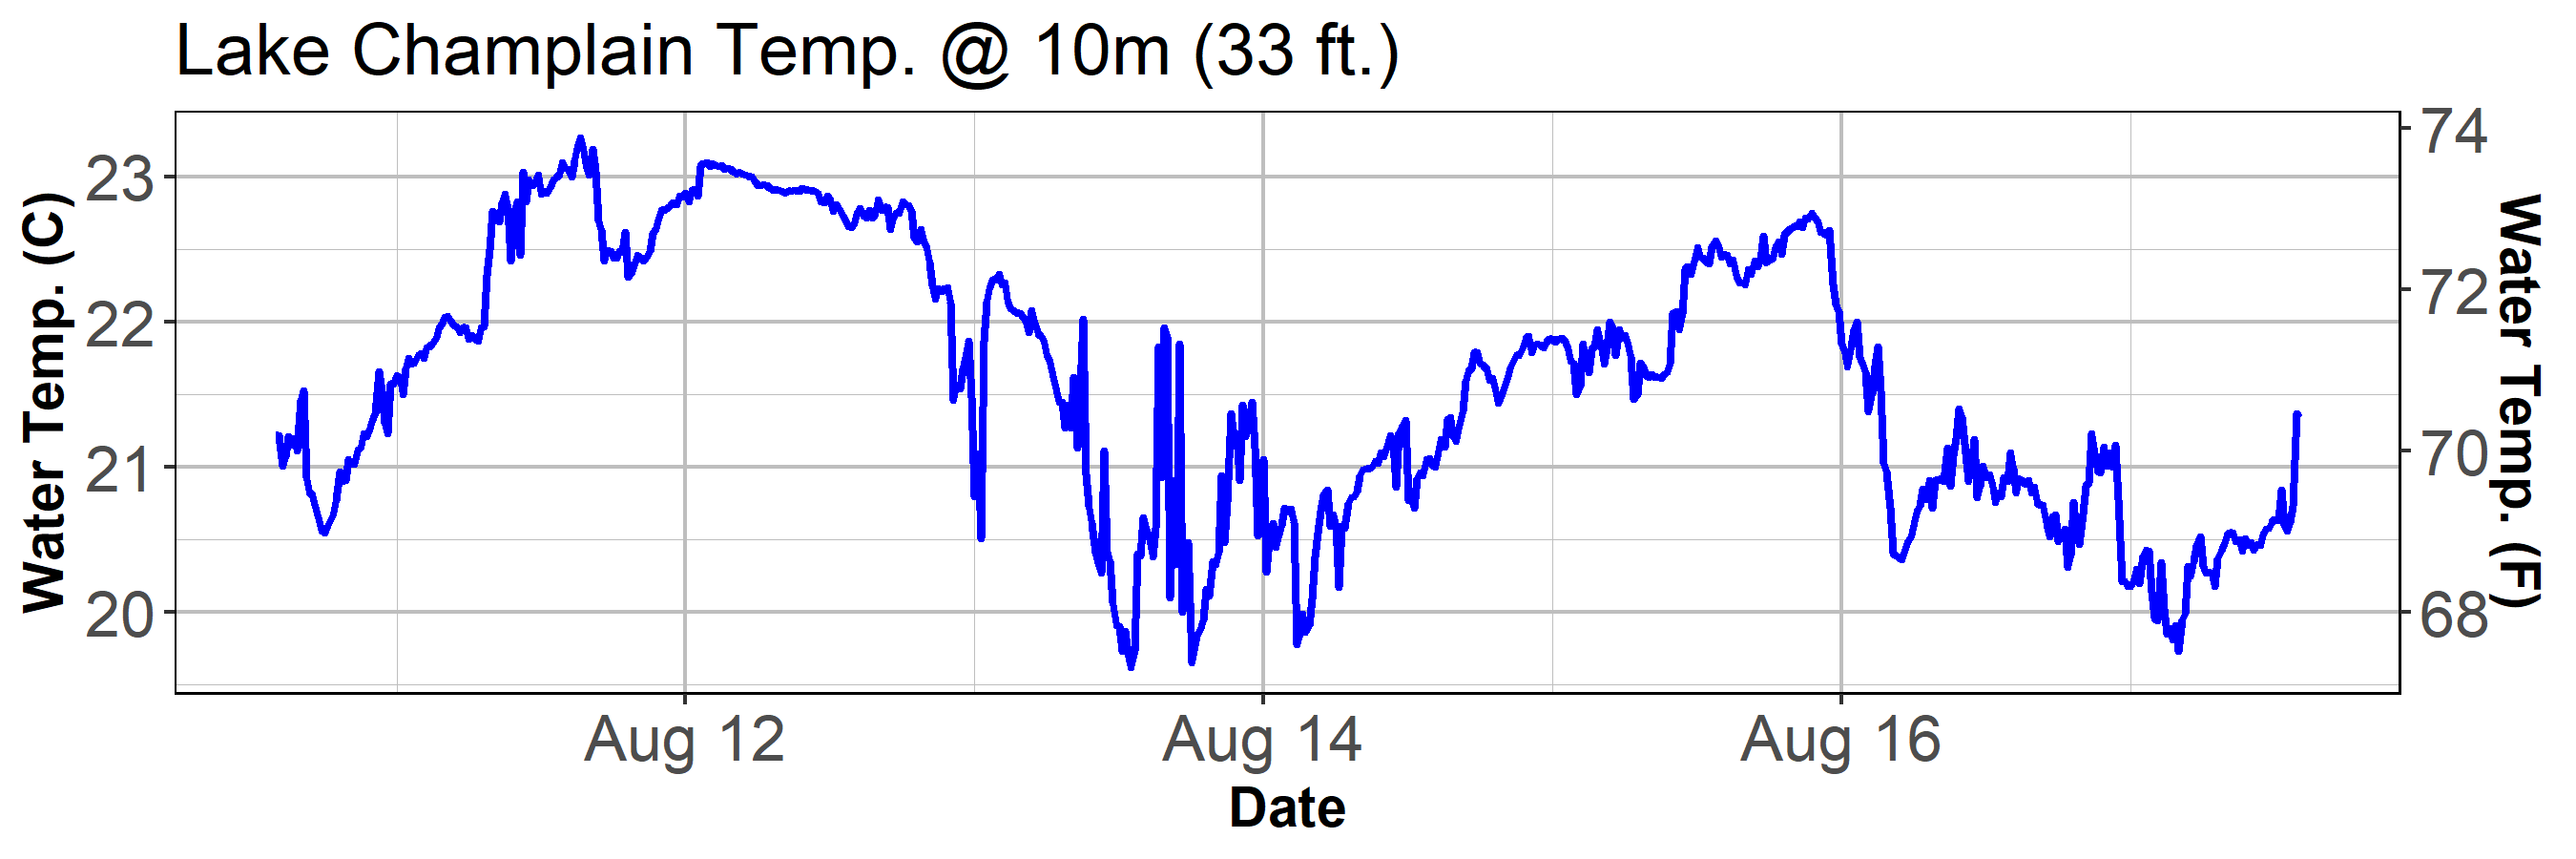 Lake Champlain Temp. @ 10m (33 ft.)
Water Temp. (C)
23
22
21
20
74
72
70
68
Water Temp. (F)
Aug 12
Aug 14
Aug 16
Date